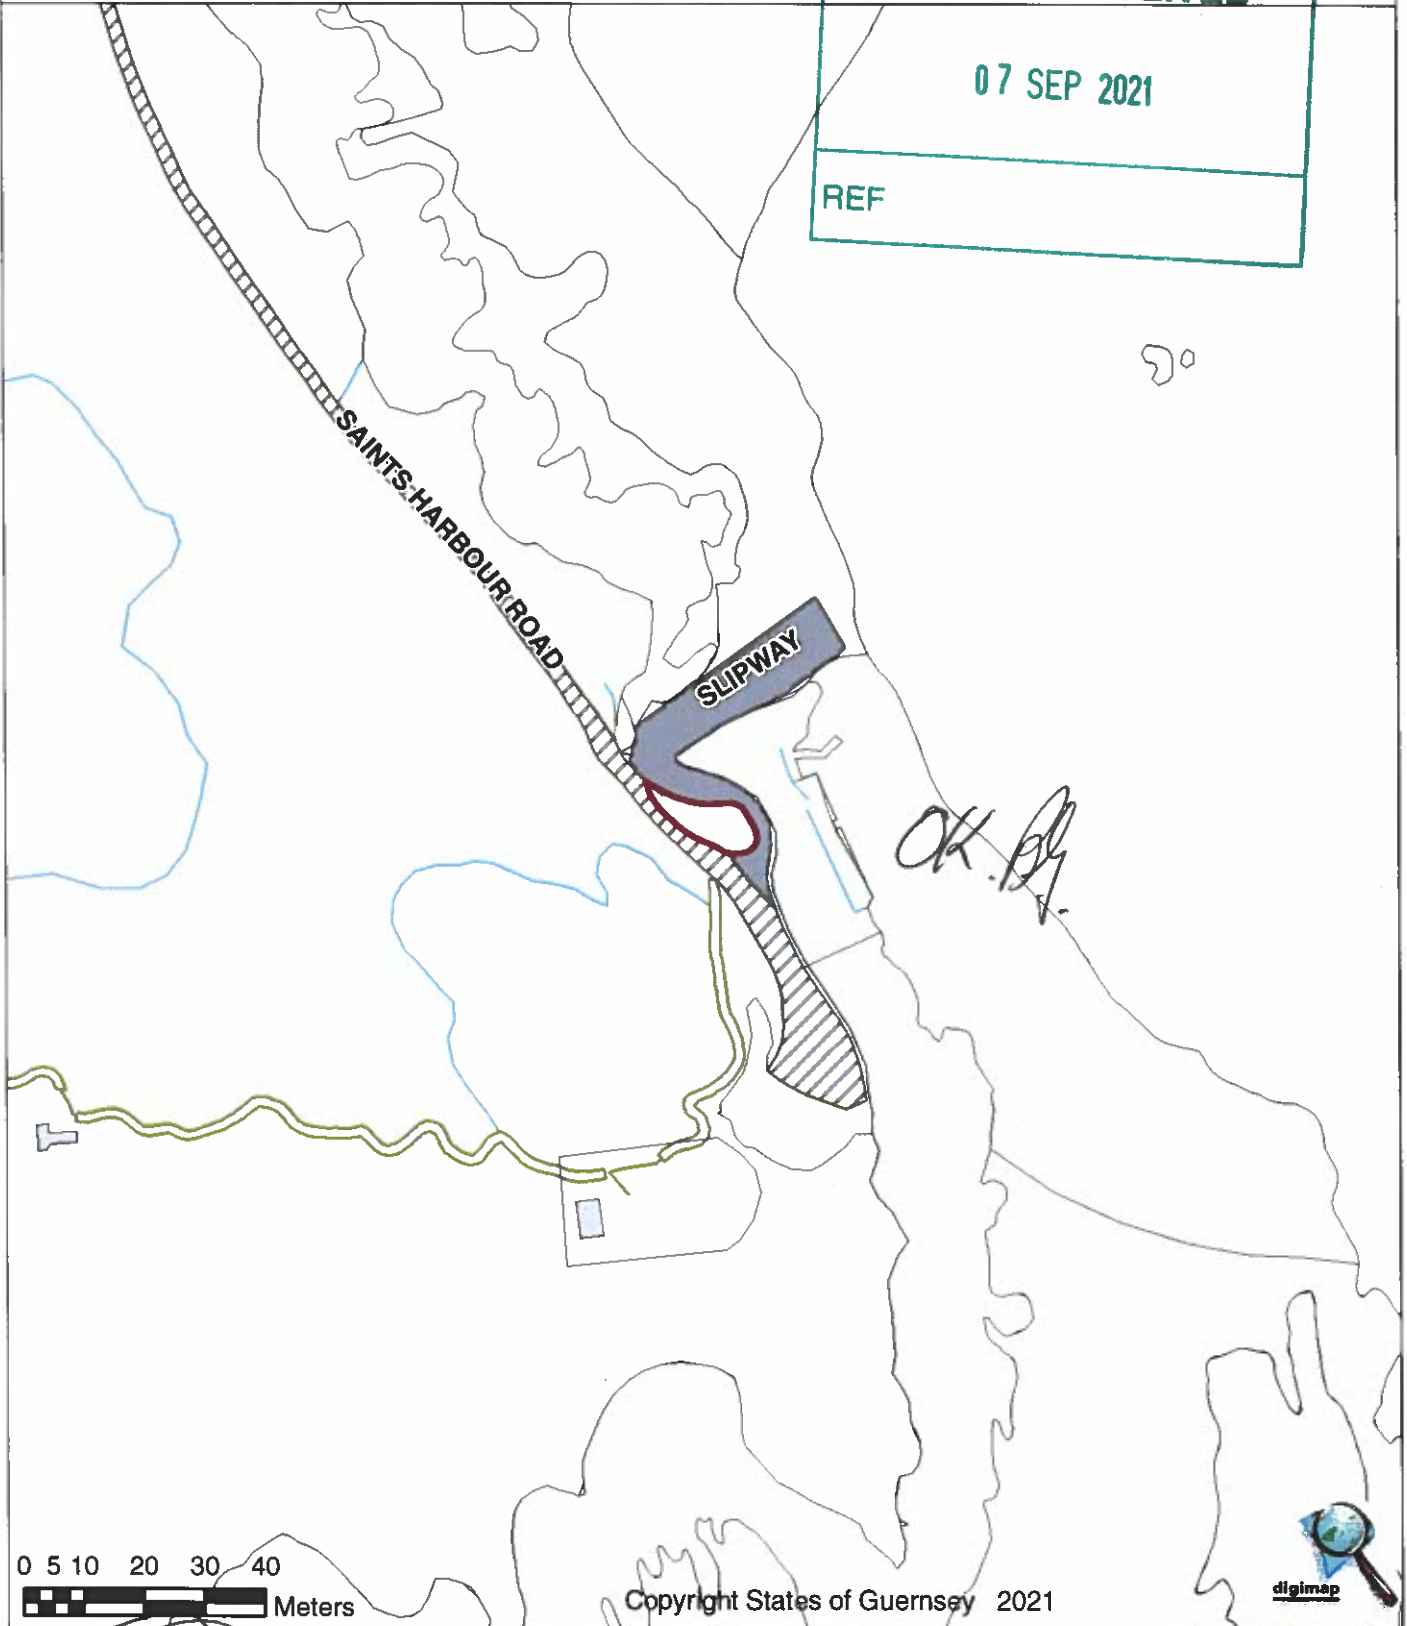 07 SEP 2021
REF
SAINTS HARBOUR ROAD
SLIPWAY
OK.
0 5 10 20 30 40
Meters
Copyright States of Guernsey 2021
digimap